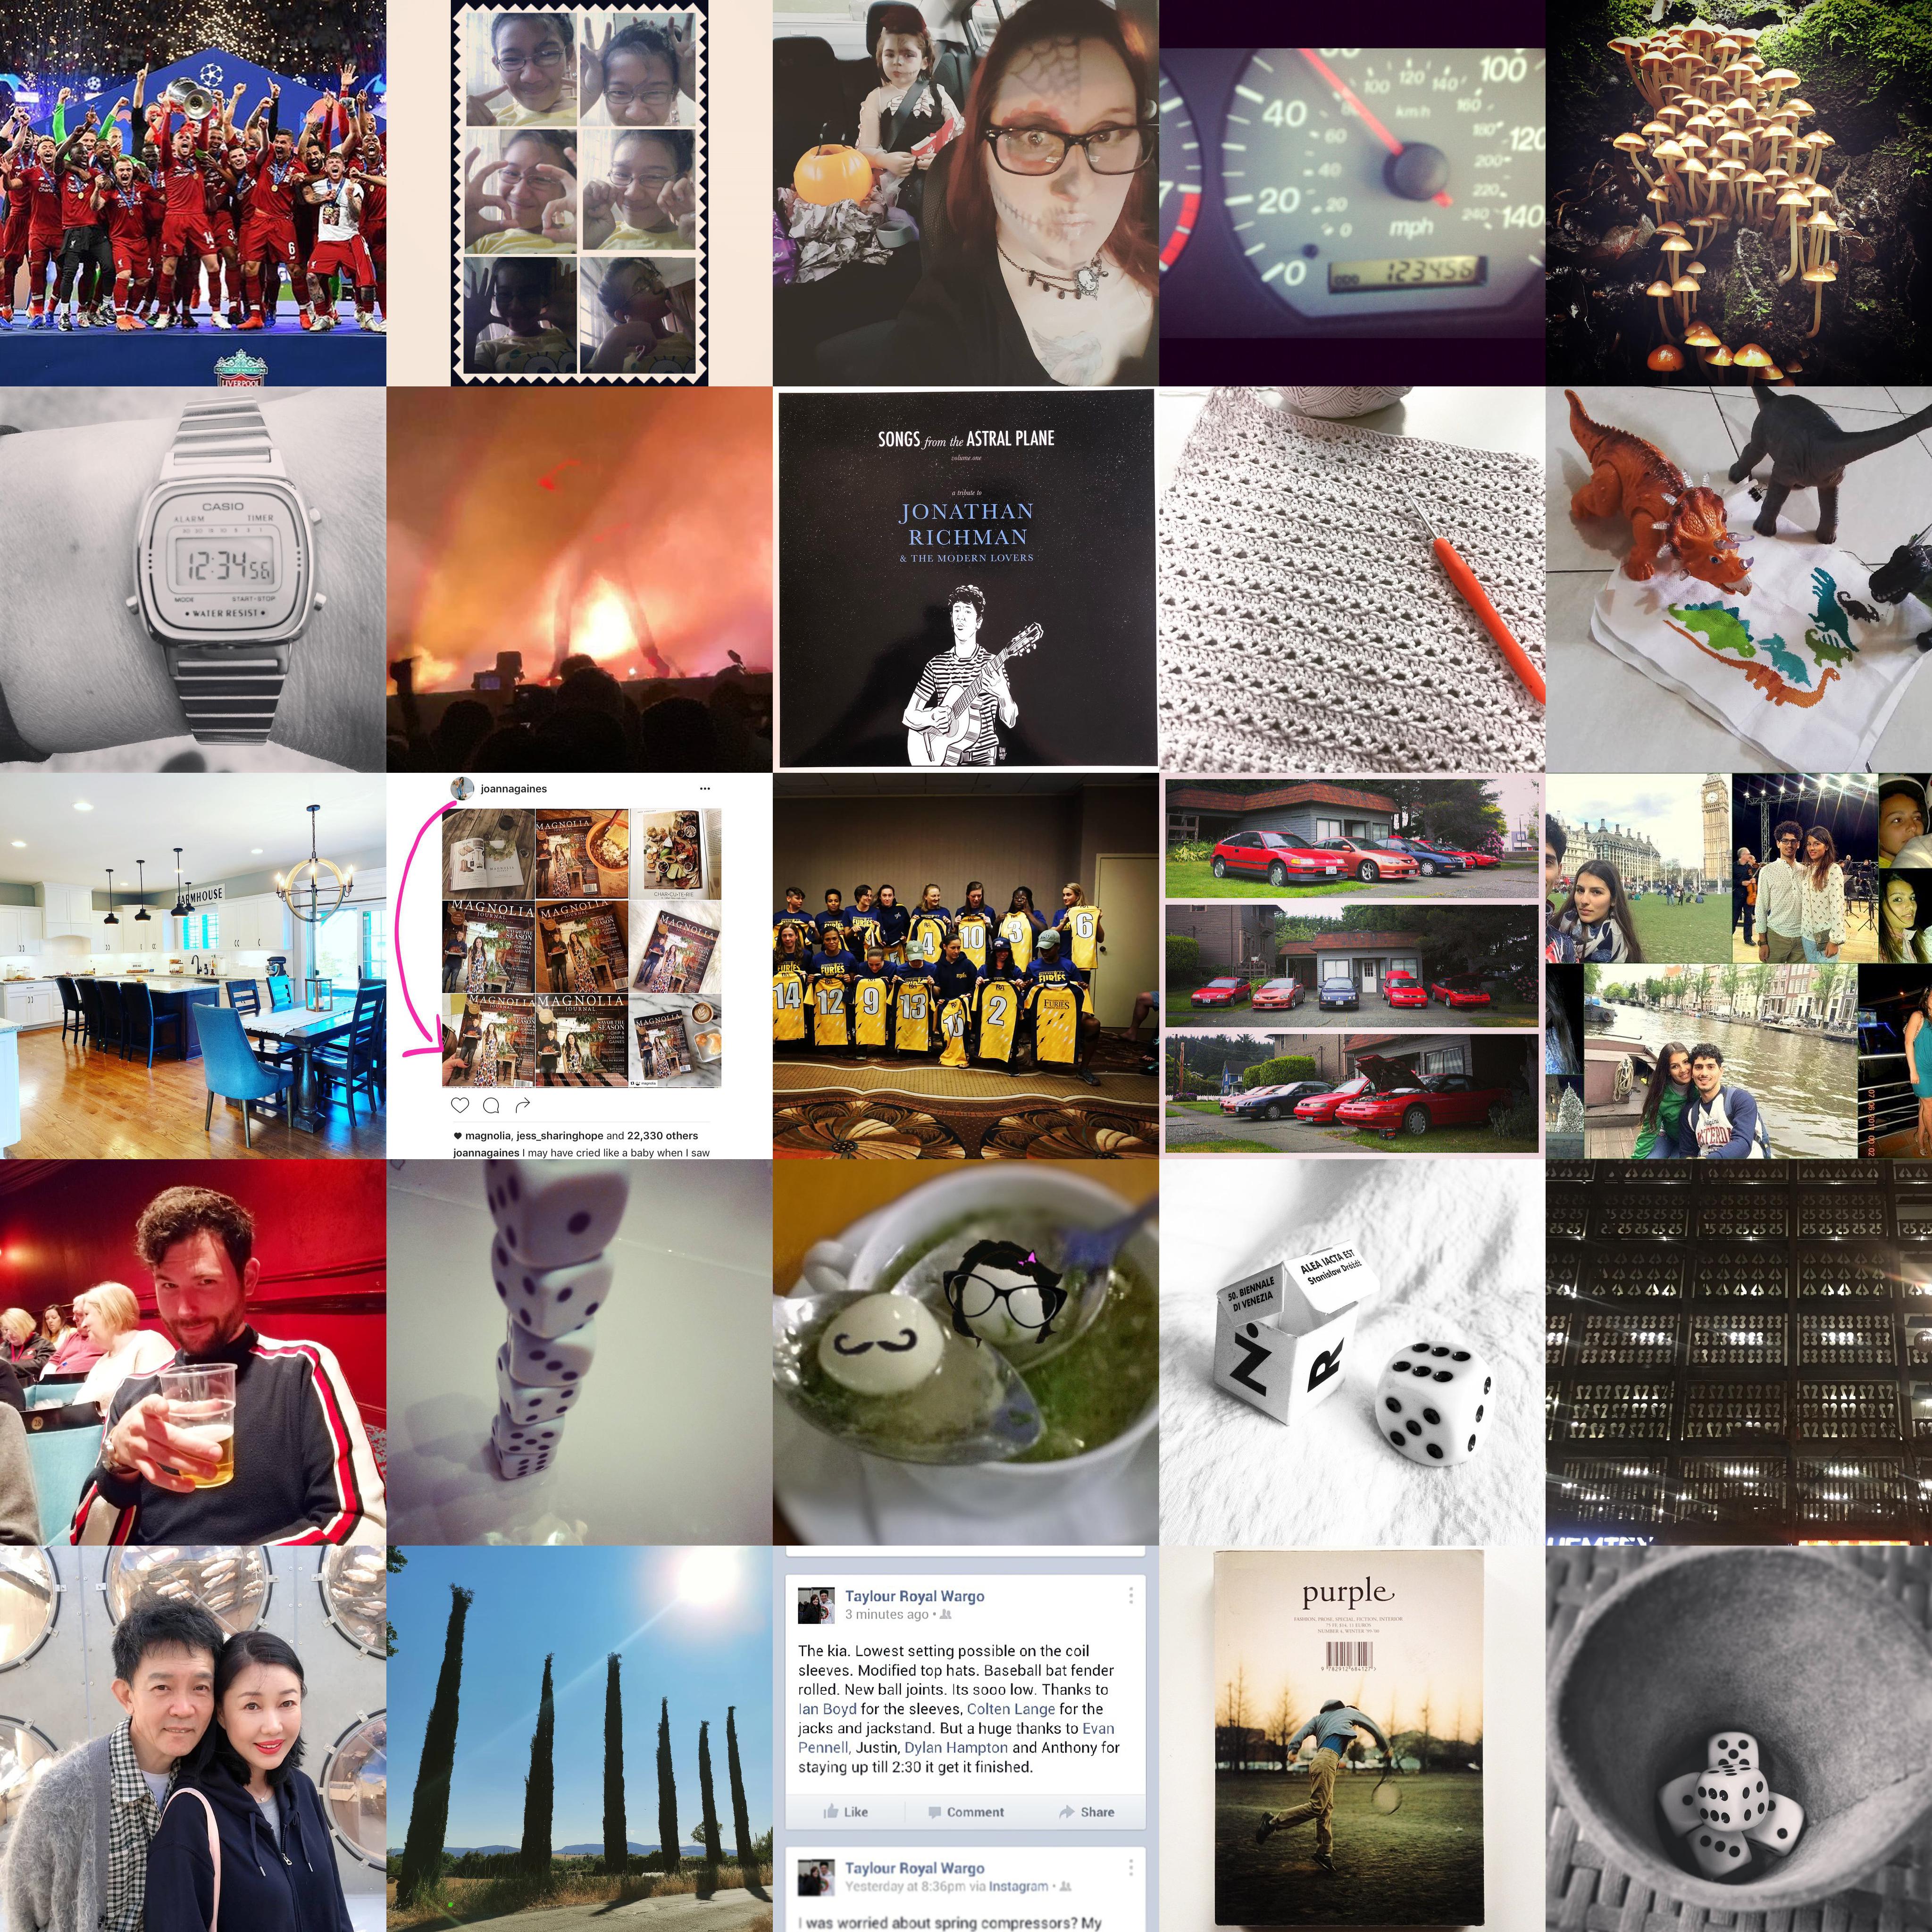 LIVERPOOL
100 120 140
km/h
100
40
80
160
60
180
120
40
200
20
20
220
0
mph
240
140
0
ODO 123456
7
CASIO
ALARM TIMER
12:34 56
MODE START-STOP
WATER RESIST
SONGS from the ASTRAL PLANE
volume one
a tribute to
JONATHAN
RICHMAN
& THE MODERN LOVERS
FARMHOUSE
joannagaines
MAGNOLIA
MAGNOLIA
JOURNAL
MAGNOLIA
MAGNOLIA
MAGNOLIA
MAGNOLIA
JOURNAL
MAGNOLIA
magnolia, jess_sharinghope and 22,330 others
joannagaines I may have cried like a baby when I saw
4 10 3 6
FURIES
14 12 9 13 15 2 FURIES
50. BIENNALE
DI VENEZIA
ALEA IACTA EST
Stanisław Dróżdż
N.
R
purple
FASHION, PROSE, SPECIAL, FICTION, INTERIOR
Taylour Royal Wargo
3 minutes ago
The kia. Lowest setting possible on the coil
sleeves. Modified top hats. Baseball bat fender
rolled. New ball joints. Its sooo low. Thanks to
Ian Boyd for the sleeves, Colten Lange for the
jacks and jackstand. But a huge thanks to Evan
Pennell, Justin, Dylan Hampton and Anthony for
staying up till 2:30 it get it finished.
Like Comment Share
Taylour Royal Wargo
Yesterday at 8:36pm via Instagram
I was worried about spring compressors? My